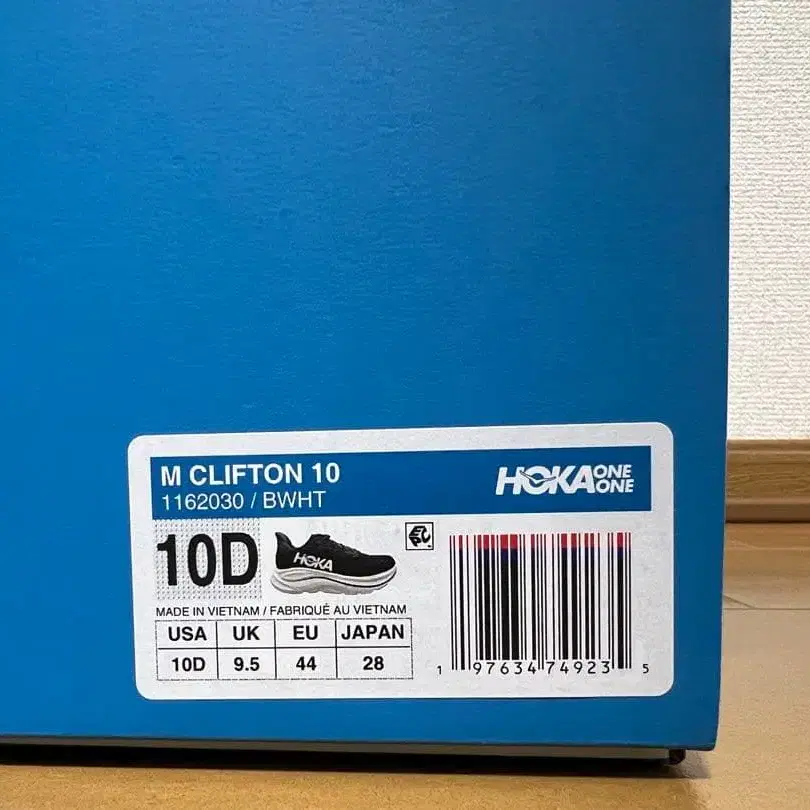 M CLIFTON 10
1162030 / BWHT
HOKA ONE ONE
10D
HOKA
MADE IN VIETNAM / FABRIQUÉ AU VIETNAM
USA UK EU JAPAN
10D 9.5 44 28
1 97634 74923 5